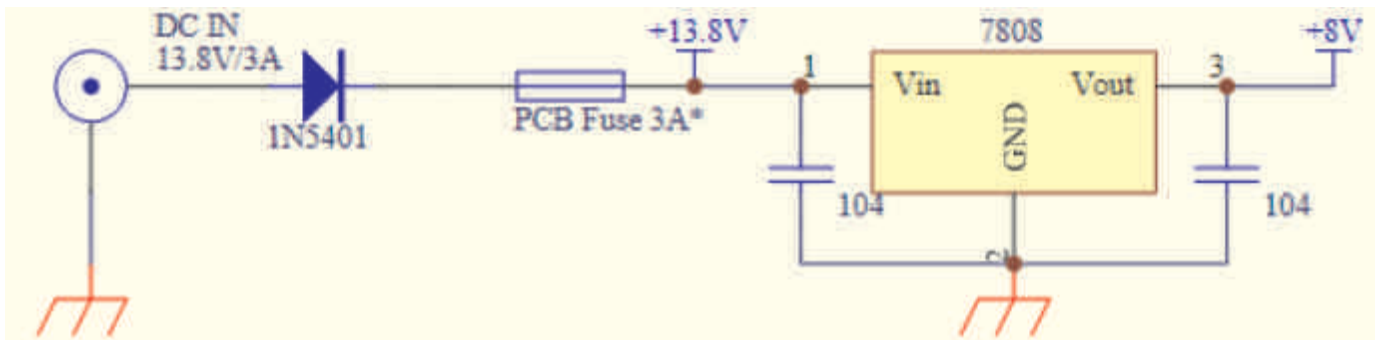 DC IN
13.8V/3A
1N5401
PCB Fuse 3A*
+13.8V
1
7808
Vin
Vout
GND
2
3
+8V
104
104